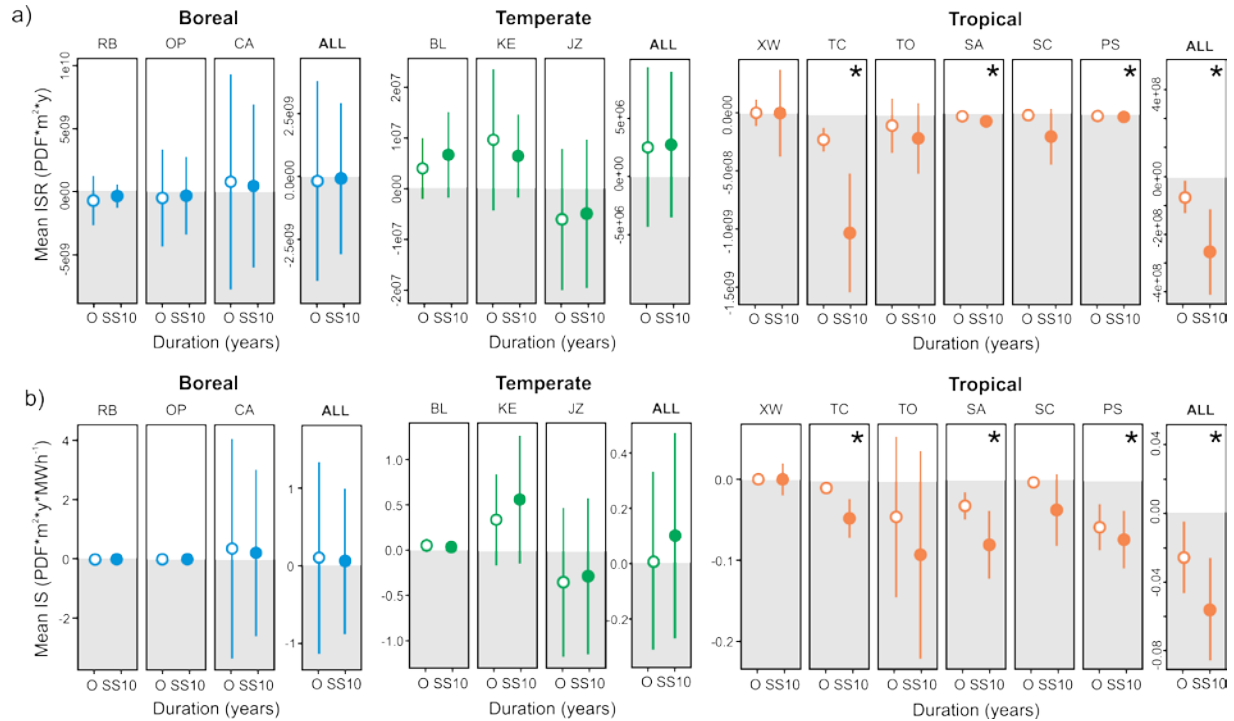 a)
Boreal Temperate Tropical
RB OP CA ALL BL KE JZ ALL XW TC TO SA SC PS ALL
* * * *
Mean ISR (PDF*m²*y)
1e10
5e09
0e00
-5e09
2.5e09
0.e00
-2.5e09
2e07
1e07
0e00
-1e07
-2e07
5e+06
0e+00
-5e+06
0.e00
-5.0e08
-1.0e09
-1.5e09
4e+08
0e+00
-2e+08
-4e+08
O SS10 O SS10 O SS10 O SS10 O SS10 O SS10 O SS10 O SS10 O SS10 O SS10 O SS10 O SS10 O SS10 O SS10 O SS10
Duration (years) Duration (years) Duration (years)
b)
Boreal Temperate Tropical
RB OP CA ALL BL KE JZ ALL XW TC TO SA SC PS ALL
* * * *
Mean IS (PDF*m²*y*MWh⁻¹)
4
2
0
-2
1
0
-1
1.0
0.5
0.0
-0.5
-1.0
0.4
0.2
0.0
-0.2
0.0
-0.1
-0.2
0.04
0.00
-0.04
-0.08
O SS10 O SS10 O SS10 O SS10 O SS10 O SS10 O SS10 O SS10 O SS10 O SS10 O SS10 O SS10 O SS10 O SS10 O SS10
Duration (years) Duration (years) Duration (years)